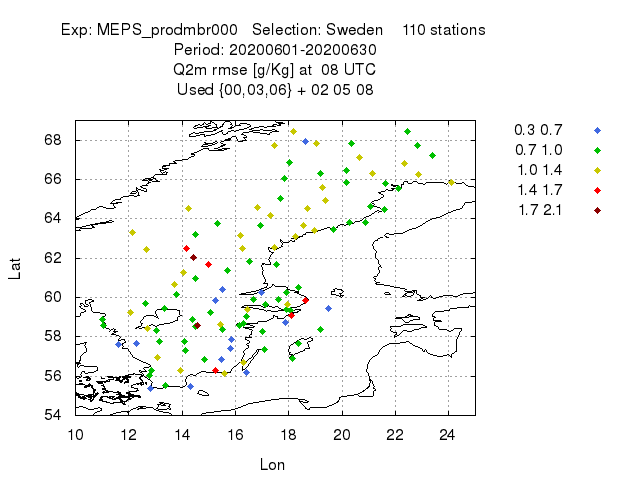 Exp: MEPS_prodmbr000 Selection: Sweden 110 stations
Period: 20200601-20200630
Q2m rmse [g/Kg] at 08 UTC
Used {00,03,06} + 02 05 08
0.3 0.7
0.7 1.0
1.0 1.4
1.4 1.7
1.7 2.1
Lat
68
66
64
62
60
58
56
54
10 12 14 16 18 20 22 24
Lon